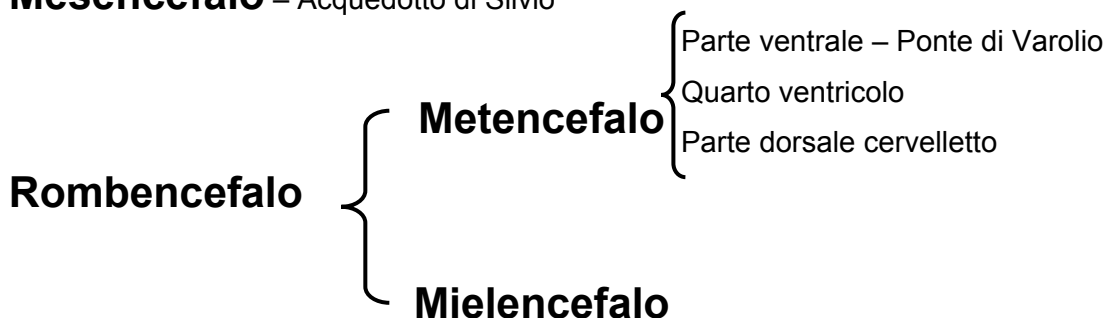 Mesencefalo – Acquedotto di Silvio
Parte ventrale – Ponte di Varolio
Metencefalo
Quarto ventricolo
Parte dorsale cervelletto
Rombencefalo
Mielencefalo